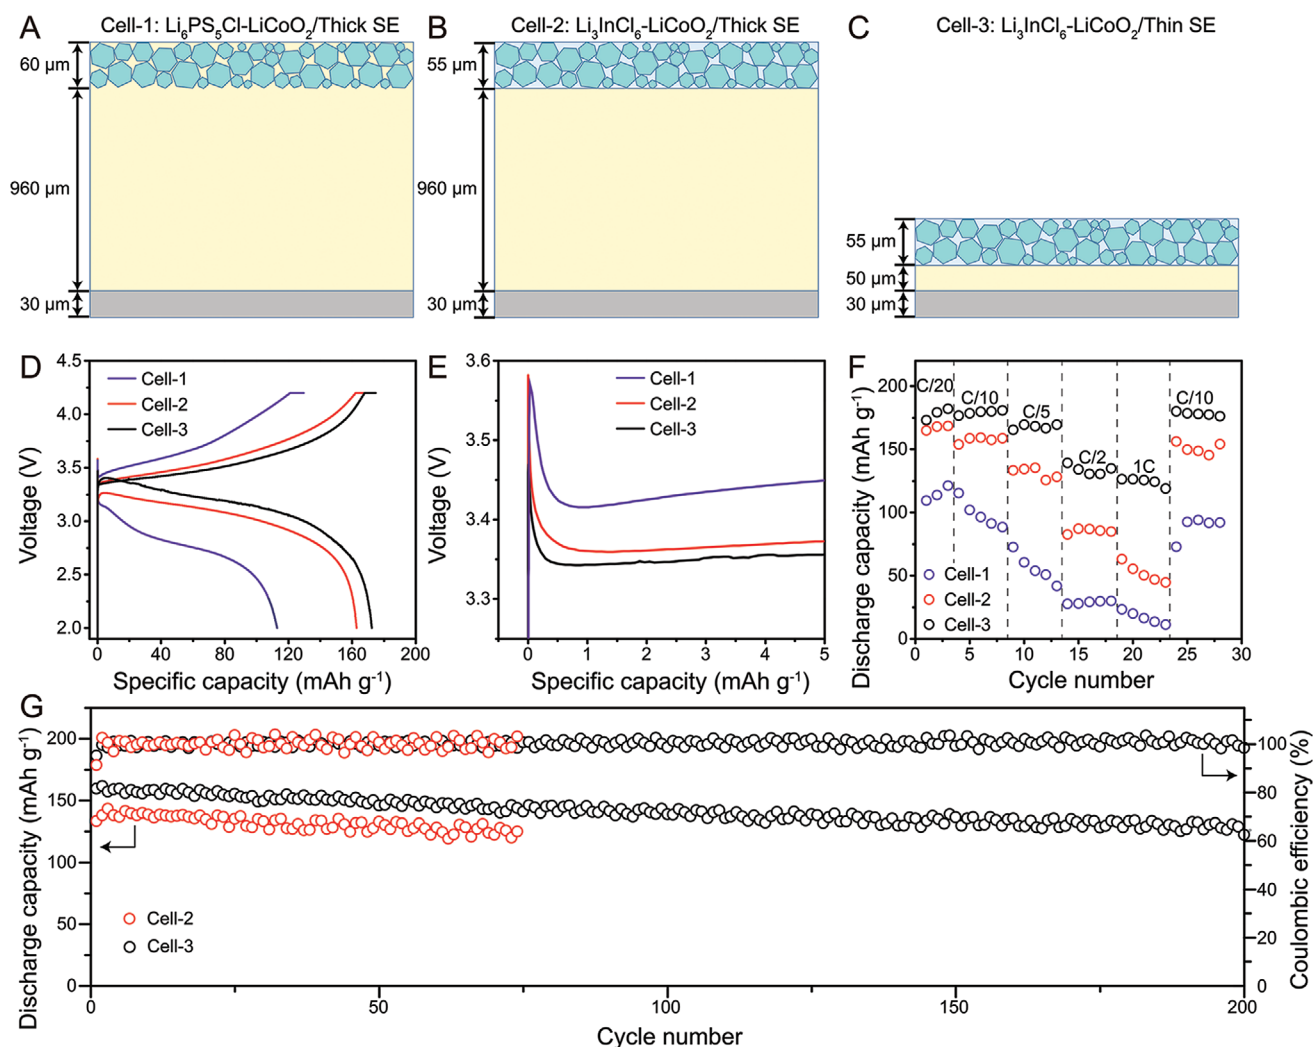 A Cell-1: Li₆PS₅Cl-LiCoO₂/Thick SE
60 µm
960 µm
30 µm
B Cell-2: Li₃InCl₆-LiCoO₂/Thick SE
55 µm
960 µm
30 µm
C Cell-3: Li₃InCl₆-LiCoO₂/Thin SE
55 µm
50 µm
30 µm
D
4.5
4.0
3.5
3.0
2.5
2.0
Voltage (V)
Cell-1
Cell-2
Cell-3
0 40 80 120 160 200
Specific capacity (mAh g⁻¹)
E
3.6
3.5
3.4
3.3
Voltage (V)
Cell-1
Cell-2
Cell-3
0 1 2 3 4 5
Specific capacity (mAh g⁻¹)
F
200
150
100
50
0
Discharge capacity (mAh g⁻¹)
C/20
C/10
C/5
C/2
1C
C/10
Cell-1
Cell-2
Cell-3
0 5 10 15 20 25 30
Cycle number
G
200
150
100
50
0
Discharge capacity (mAh g⁻¹)
Cell-2
Cell-3
100
80
60
40
20
0
Coulombic efficiency (%)
0 50 100 150 200
Cycle number